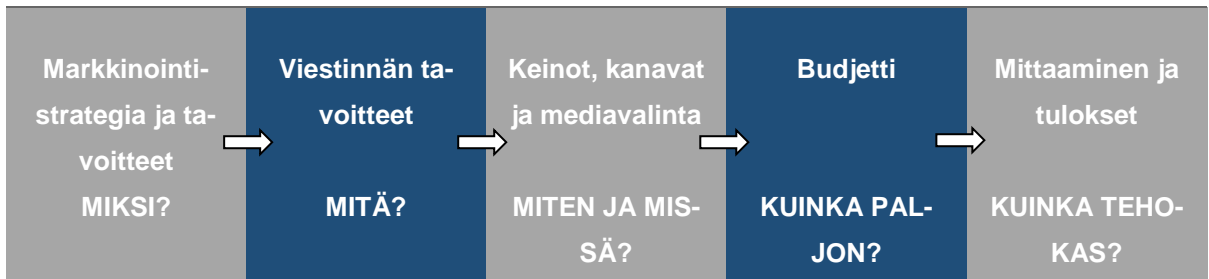 Markkinointi-
strategia ja ta-
voitteet
MIKSI?
Viestinnän ta-
voitteet
MITÄ?
Keinot, kanavat
ja mediavalinta
MITEN JA MIS-
SÄ?
Budjetti
KUINKA PAL-
JON?
Mittaaminen ja
tulokset
KUINKA TEHO-
KAS?